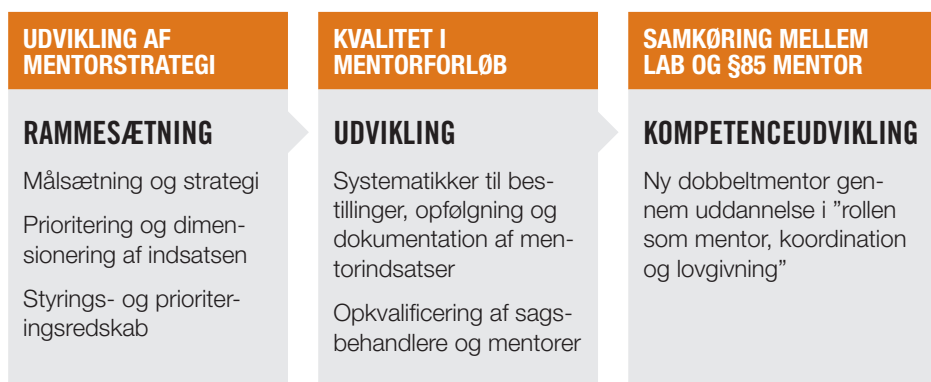 UDVIKLING AF
MENTORSTRATEGI
RAMMESÆTNING
Målsætning og strategi
Prioritering og dimen-
sionering af indsatsen
Styrings- og prioriter-
ingsredskab
KVALITET I
MENTORFORLØB
UDVIKLING
Systematikker til bes-
tillinger, opfølgning og
dokumentation af men-
torindsatser
Opkvalificering af sags-
behandlere og mentorer
SAMKØRING MELLEM
LAB OG §85 MENTOR
KOMPETENCEUDVIKLING
Ny dobbeltmentor gen-
nem uddannelse i ”rollen
som mentor, koordination
og lovgivning”